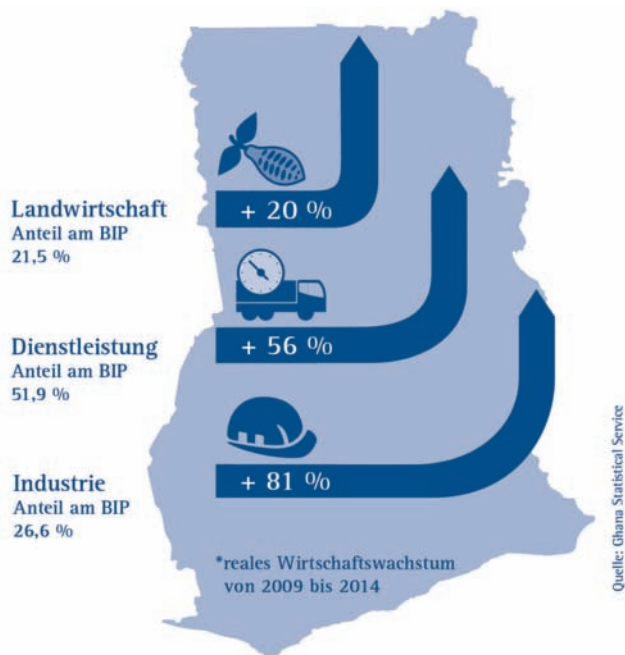 Landwirtschaft
Anteil am BIP
21,5 %
+ 20 %
Dienstleistung
Anteil am BIP
51,9 %
+ 56 %
Industrie
Anteil am BIP
26,6 %
+ 81 %
*reales Wirtschaftswachstum
von 2009 bis 2014
Quelle: Ghana Statistical Service